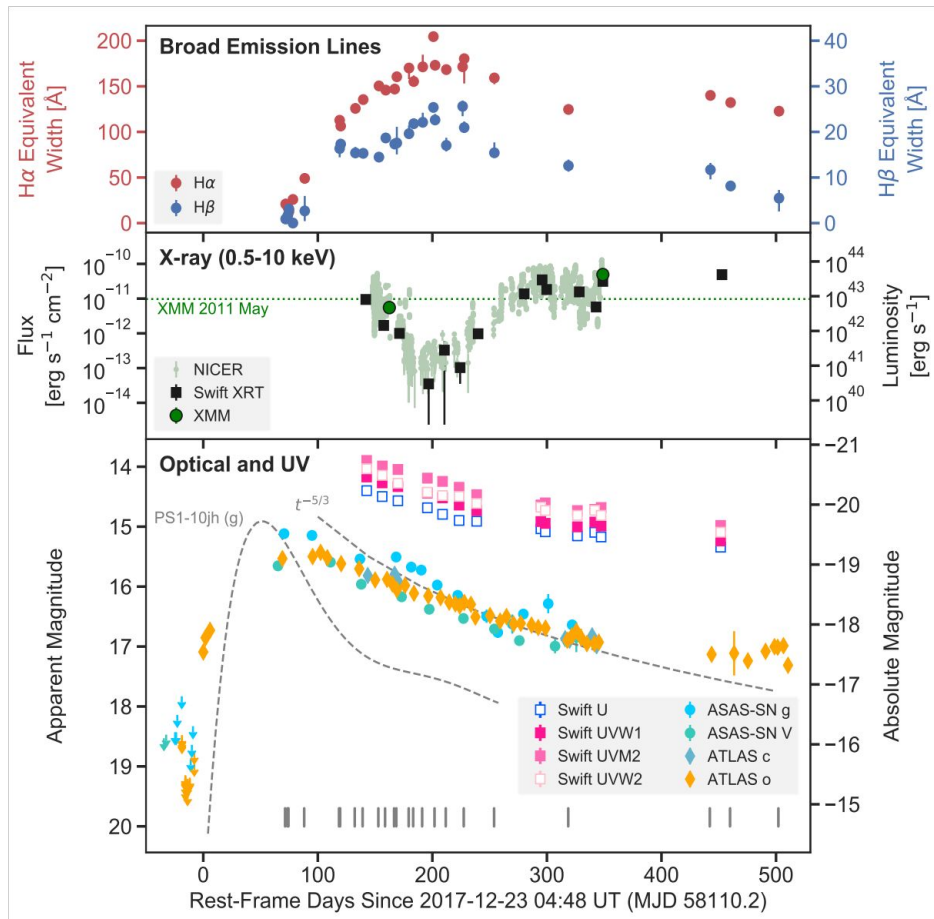 Broad Emission Lines
Hα Equivalent
Width [Å]
200
150
100
50
0
Hα
Hβ
40
30
20
10
0
Hβ Equivalent
Width [Å]
X-ray (0.5-10 keV)
Flux
[erg s⁻¹ cm⁻²]
10⁻¹⁰
10⁻¹¹
10⁻¹²
10⁻¹³
10⁻¹⁴
XMM 2011 May
NICER
Swift XRT
XMM
10⁴⁴
10⁴³
10⁴²
10⁴¹
10⁴⁰
Luminosity
[erg s⁻¹]
Optical and UV
Apparent Magnitude
14
15
16
17
18
19
20
PS1-10jh (g)
t⁻⁵/³
Swift U
Swift UVW1
Swift UVM2
Swift UVW2
ASAS-SN g
ASAS-SN V
ATLAS c
ATLAS o
−21
−20
−19
−18
−17
−16
−15
Absolute Magnitude
0
100
200
300
400
500
Rest-Frame Days Since 2017-12-23 04:48 UT (MJD 58110.2)